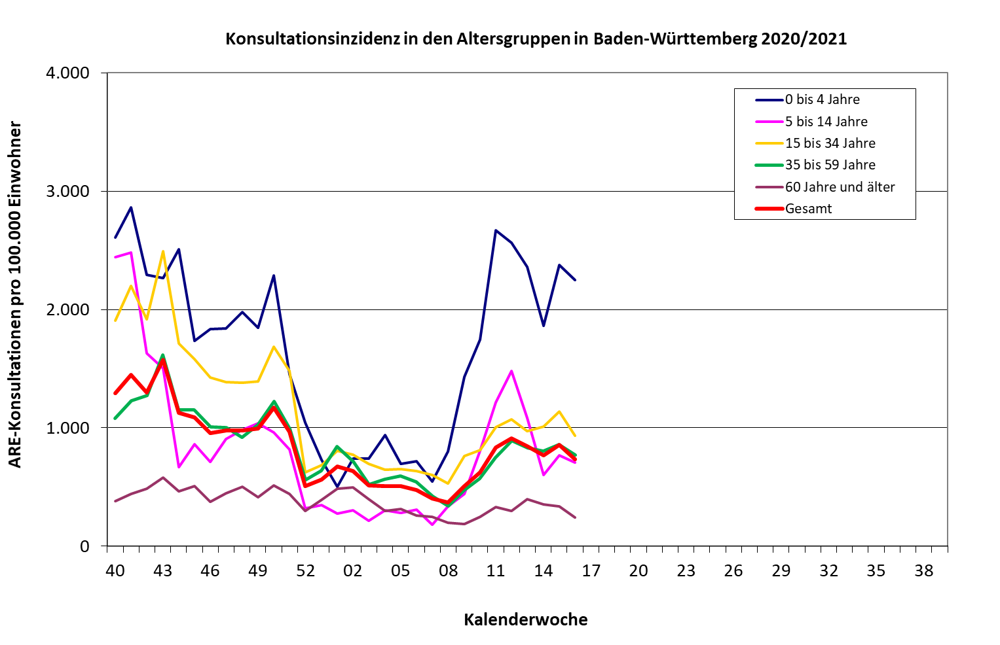 Konsultationsinzidenz in den Altersgruppen in Baden-Württemberg 2020/2021
ARE-Konsultationen pro 100.000 Einwohner
4.000
3.000
2.000
1.000
0
0 bis 4 Jahre
5 bis 14 Jahre
15 bis 34 Jahre
35 bis 59 Jahre
60 Jahre und älter
Gesamt
40 43 46 49 52 02 05 08 11 14 17 20 23 26 29 32 35 38
Kalenderwoche